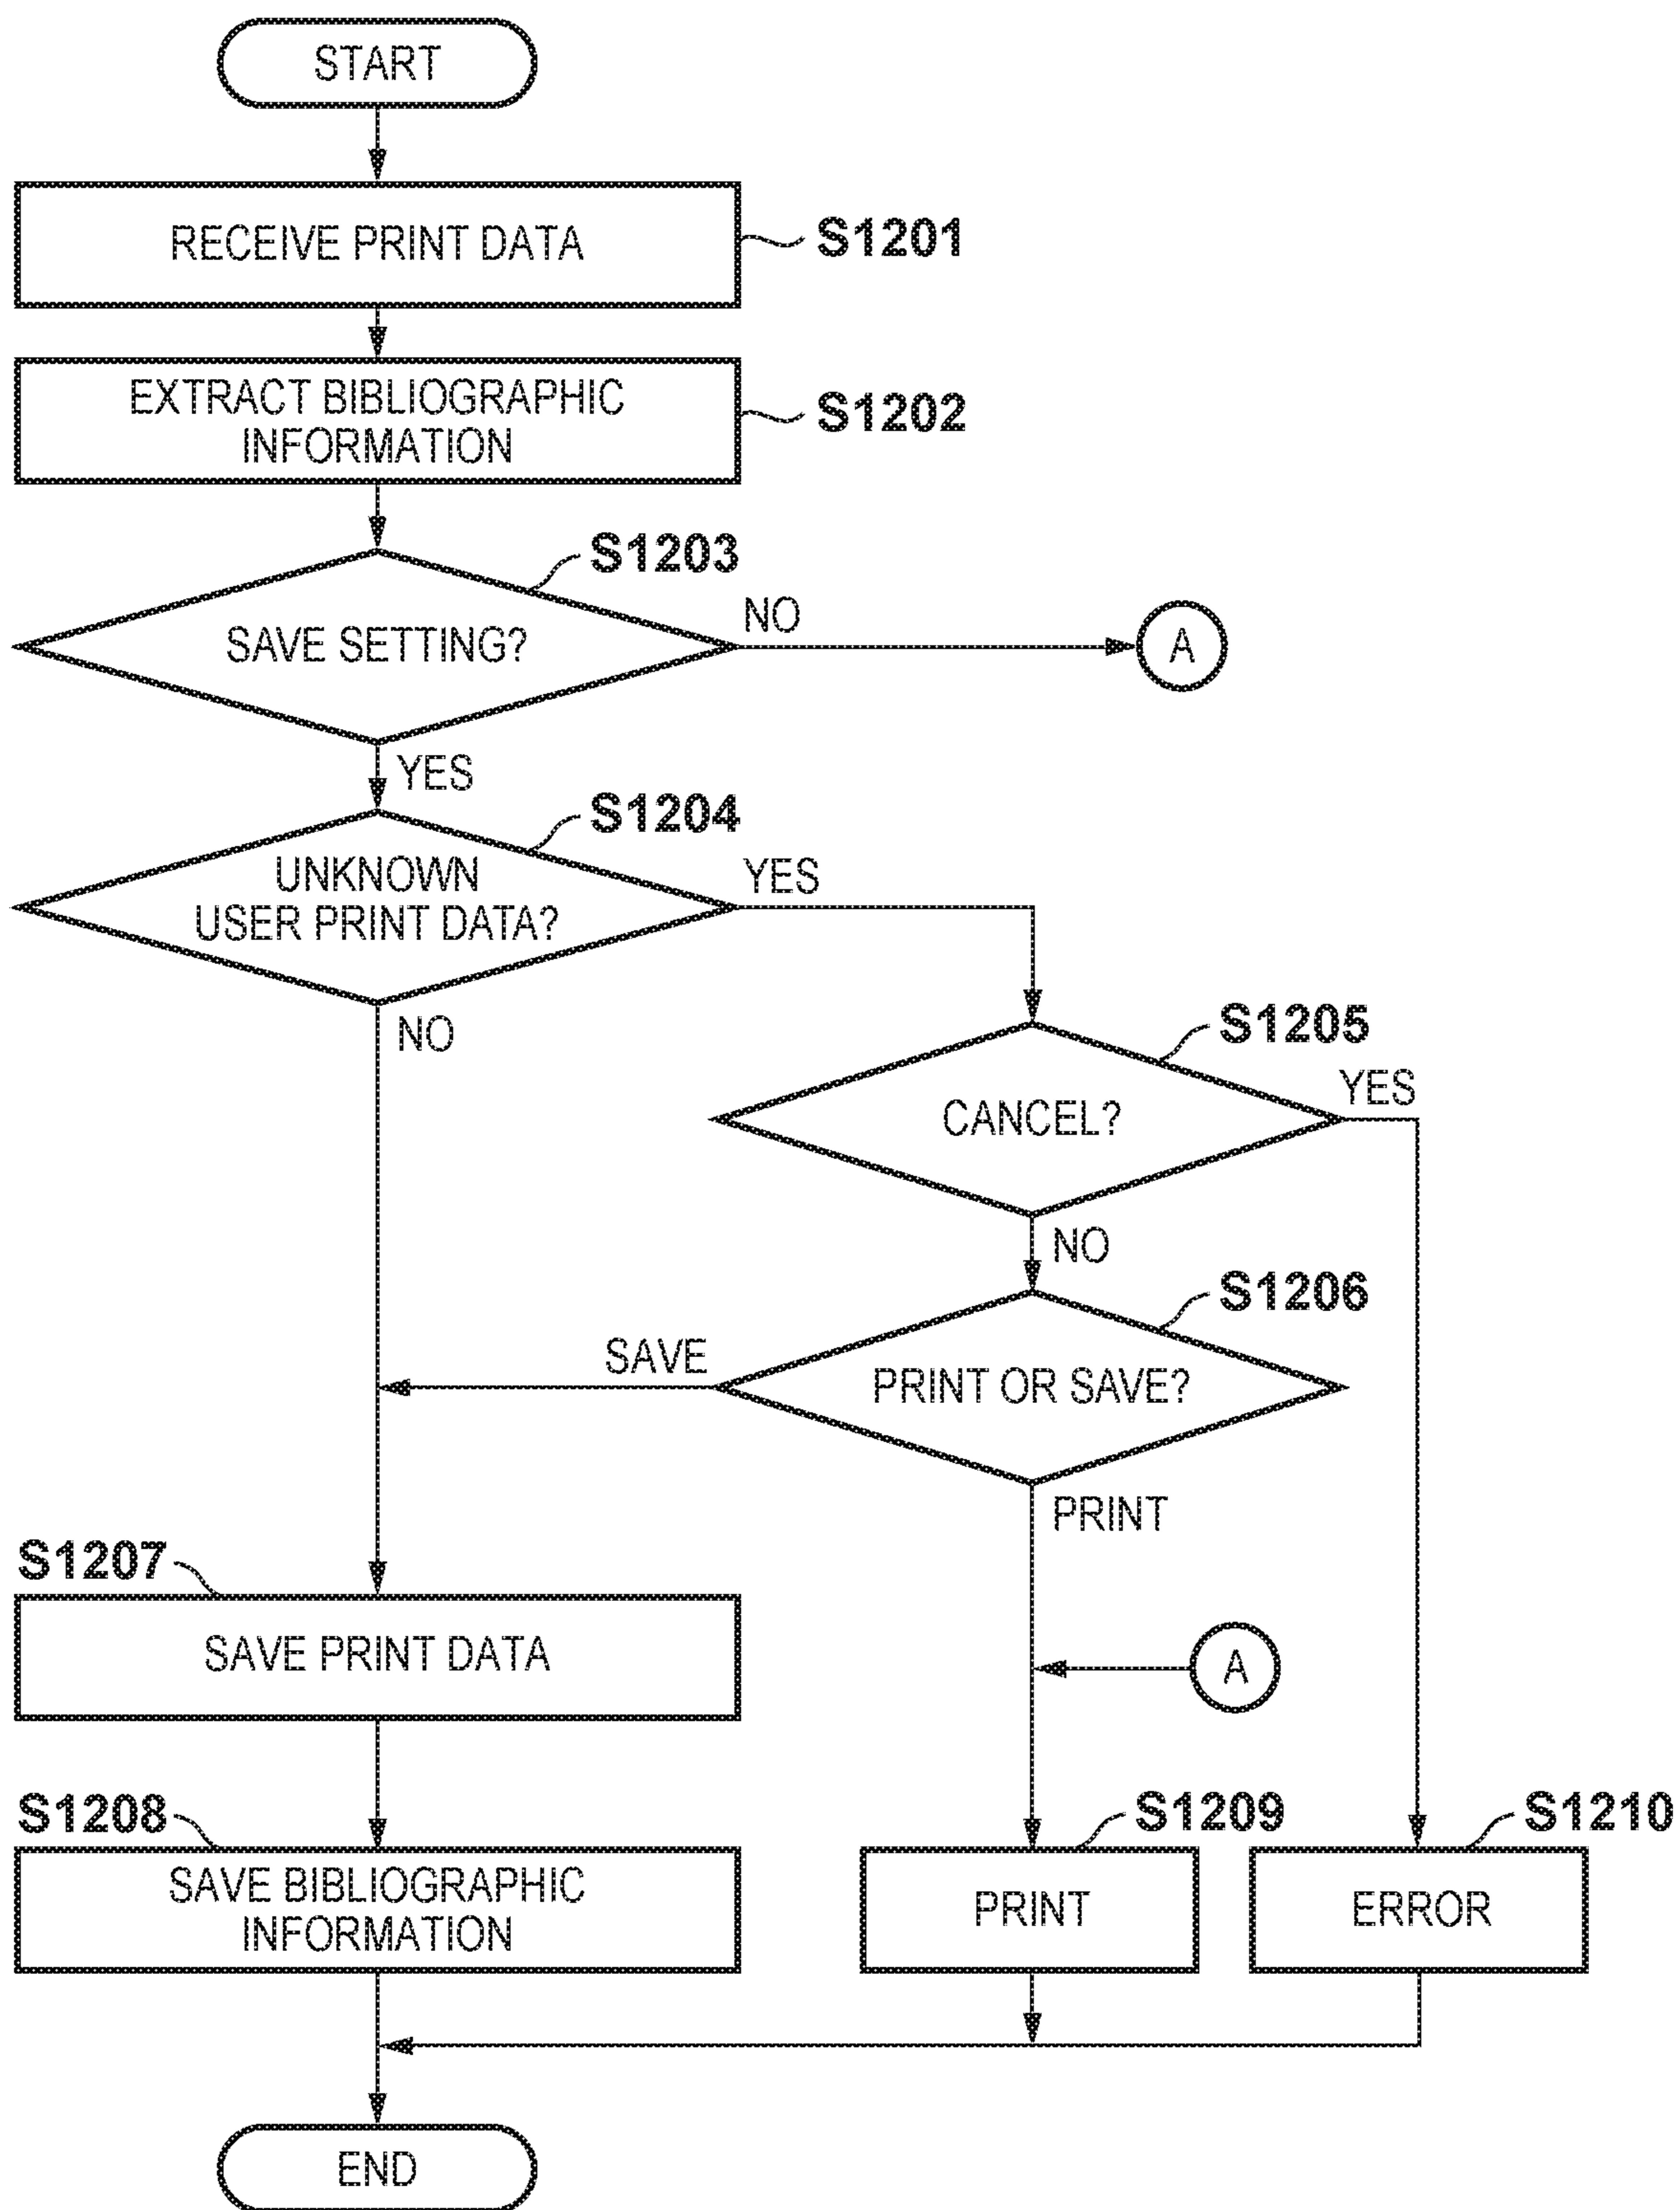 START
RECEIVE PRINT DATA
S1201
EXTRACT BIBLIOGRAPHIC
INFORMATION
S1202
S1203
SAVE SETTING?
NO
A
YES
S1204
UNKNOWN
USER PRINT DATA?
YES
NO
S1205
CANCEL?
YES
NO
S1206
PRINT OR SAVE?
SAVE
PRINT
S1207
SAVE PRINT DATA
A
S1208
SAVE BIBLIOGRAPHIC
INFORMATION
S1209
PRINT
S1210
ERROR
END